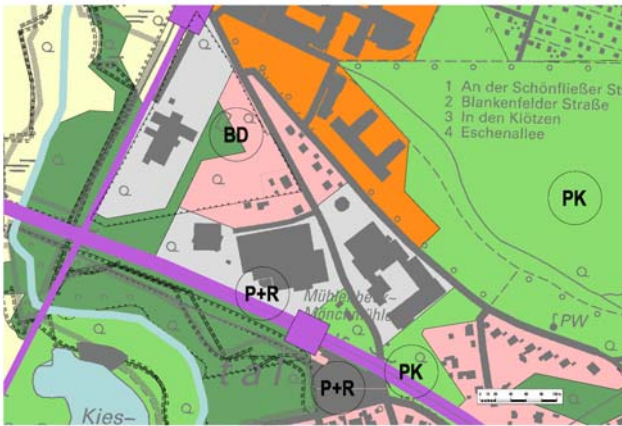 1 An der Schönfließer St
2 Blankenfelder Straße
3 In den Klötzen
4 Eschenallee
BD
PK
P+R
Mühlenbeck-
Mönchmühle
PW
PK
P+R
tal
Kies-